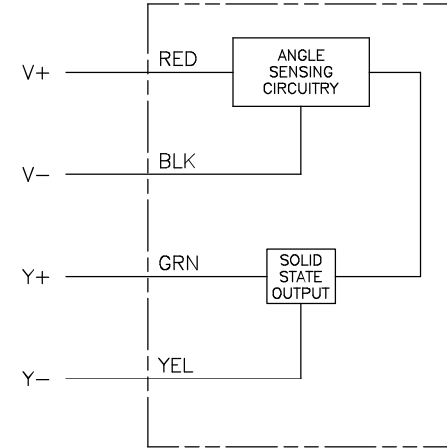 V+
RED
ANGLE
SENSING
CIRCUITRY
V–
BLK
Y+
GRN
SOLID
STATE
OUTPUT
Y–
YEL